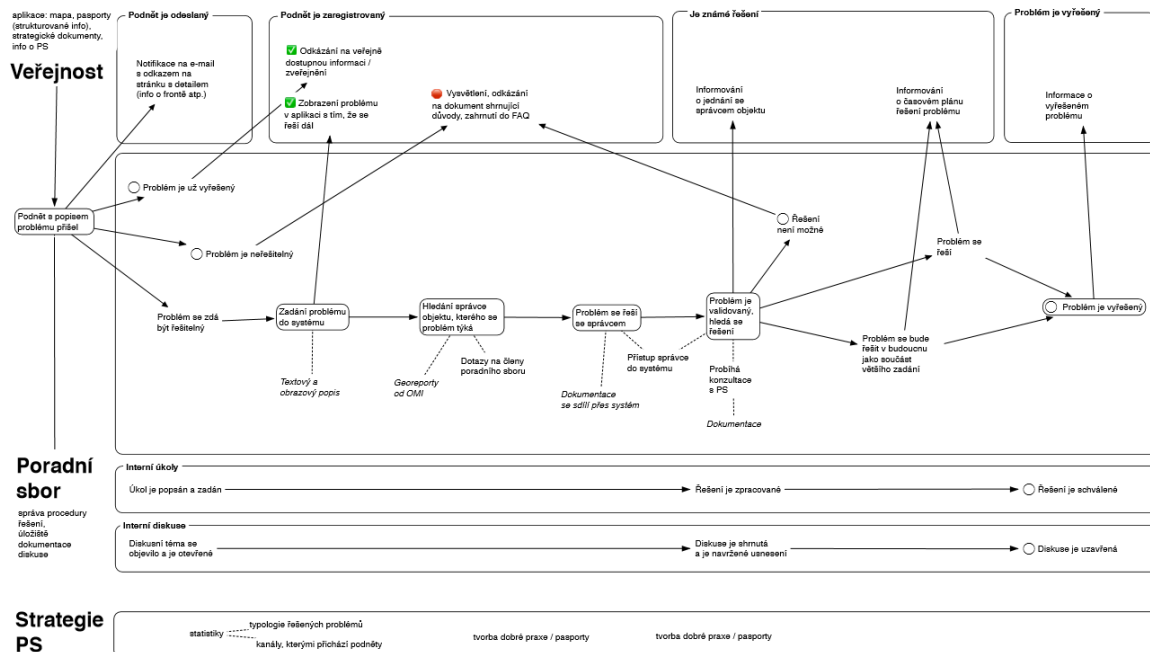 aplikace: mapa, pasporty
(strukturované info),
strategické dokumenty,
info o PS
Veřejnost
Podnět je odeslaný
Notifikace na e-mail
s odkazem na
stránku s detailem
(info o frontě atp.)
Podnět je zaregistrovaný
Odkázání na veřejně
dostupnou informaci /
zveřejnění
Zobrazení problému
v aplikaci s tím, že se
řeší dál
Vysvětlení, odkázání
na dokument shrnující
důvody, zahrnutí do FAQ
Je známé řešení
Informování
o jednání se
správcem objektu
Informování
o časovém plánu
řešení problému
Problém je vyřešený
Informace o
vyřešeném
problému
Podnět s popisem
problému přišel
Problém je už vyřešený
Problém je neřešitelný
Problém se zdá
být řešitelný
Zadání problému
do systému
Textový a
obrazový popis
Hledání správce
objektu, kterého se
problém týká
Georeporty
od OMI
Dotazy na členy
poradního sboru
Problém se řeší
se správcem
Dokumentace
se sdílí přes systém
Přístup správce
do systému
Problém je
validovaný,
hledá se
řešení
Probíhá
konzultace
s PS
Dokumentace
Řešení
není možné
Problém se
řeší
Problém se bude
řešit v budoucnu
jako součást
většího zadání
Problém je vyřešený
Poradní
sbor
správa procedury
řešení,
úložiště
dokumentace
diskuse
Interní úkoly
Úkol je popsán a zadán
Řešení je zpracované
Řešení je schválené
Interní diskuse
Diskusní téma se
objevilo a je otevřené
Diskuse je shrnutá
a je navržené usnesení
Diskuse je uzavřená
Strategie
PS
statistiky
typologie řešených problémů
kanály, kterými přichází podněty
tvorba dobré praxe / pasporty
tvorba dobré praxe / pasporty